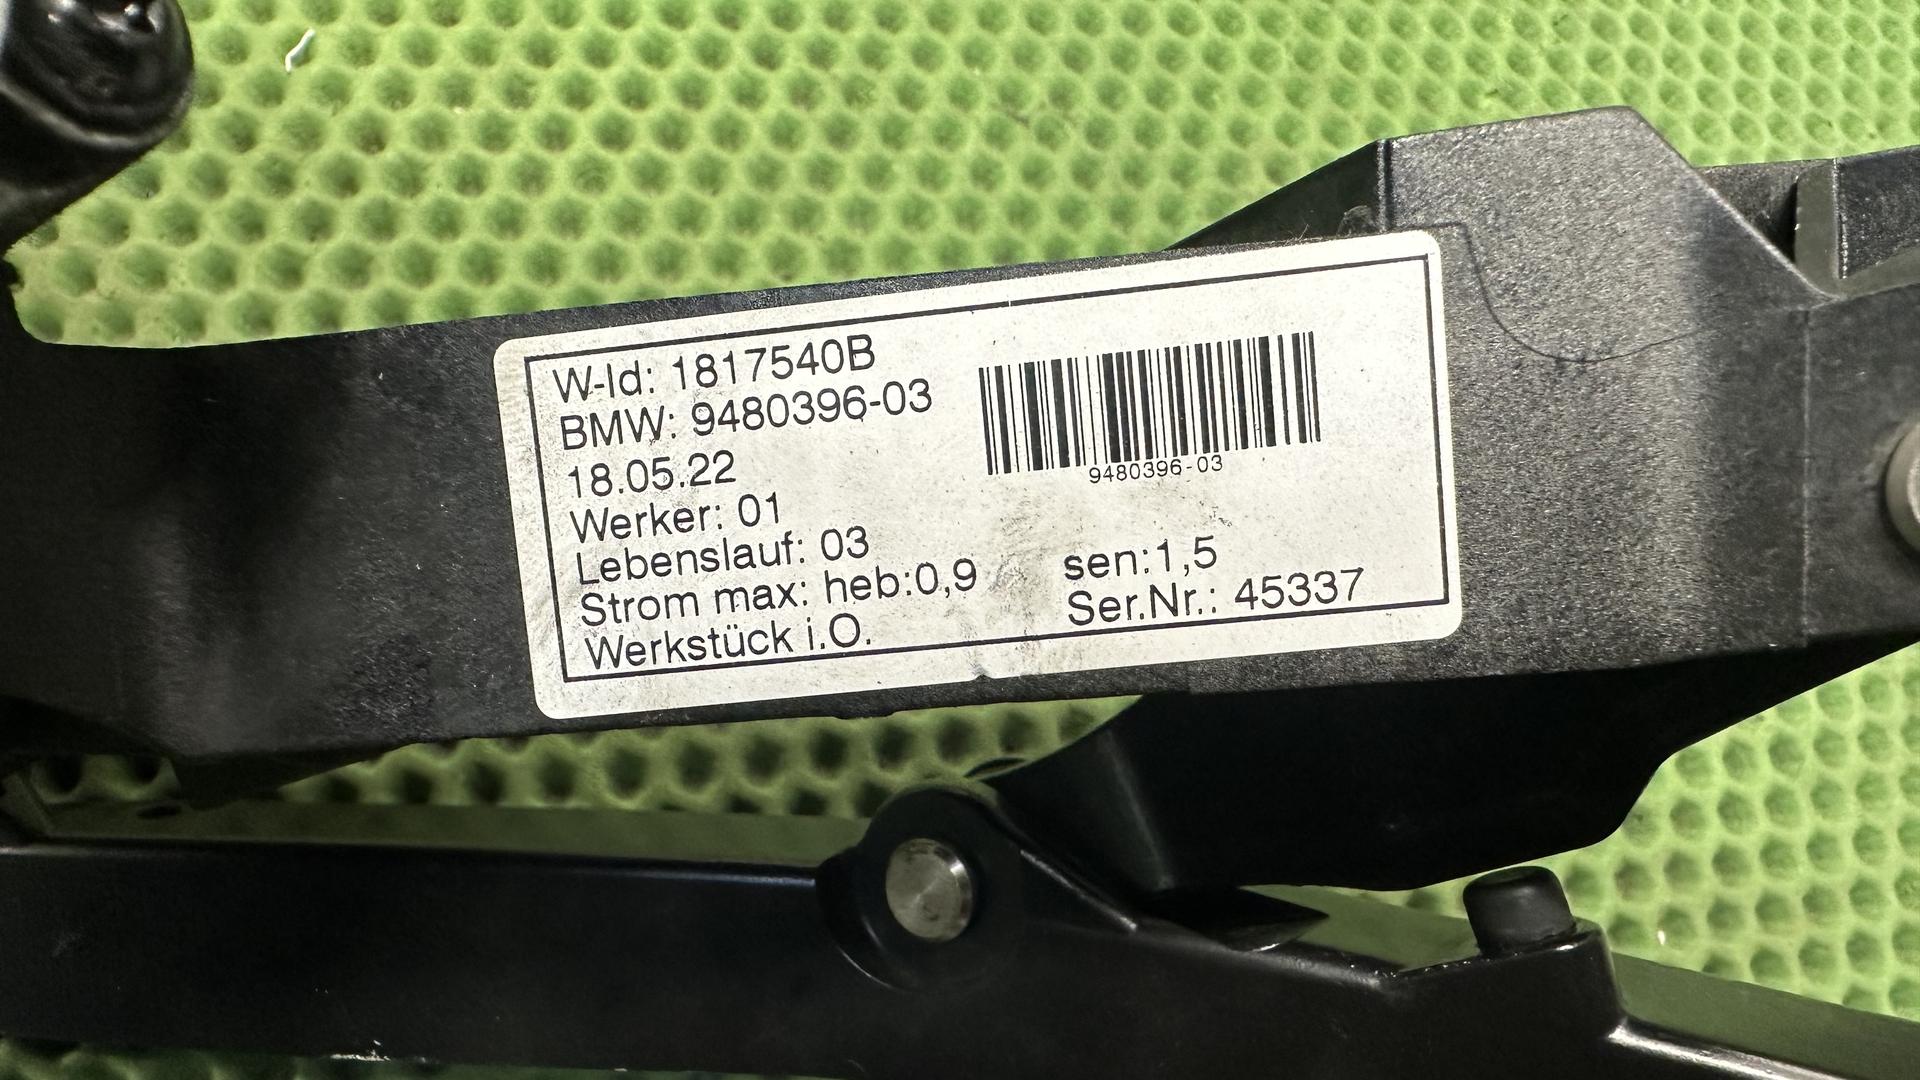 W-Id: 1817540B
BMW: 9480396-03
9480396-03
18.05.22
Werker: 01
Lebenslauf: 03
Strom max: heb:0,9 sen:1,5
Werkstück i.O. Ser.Nr.: 45337